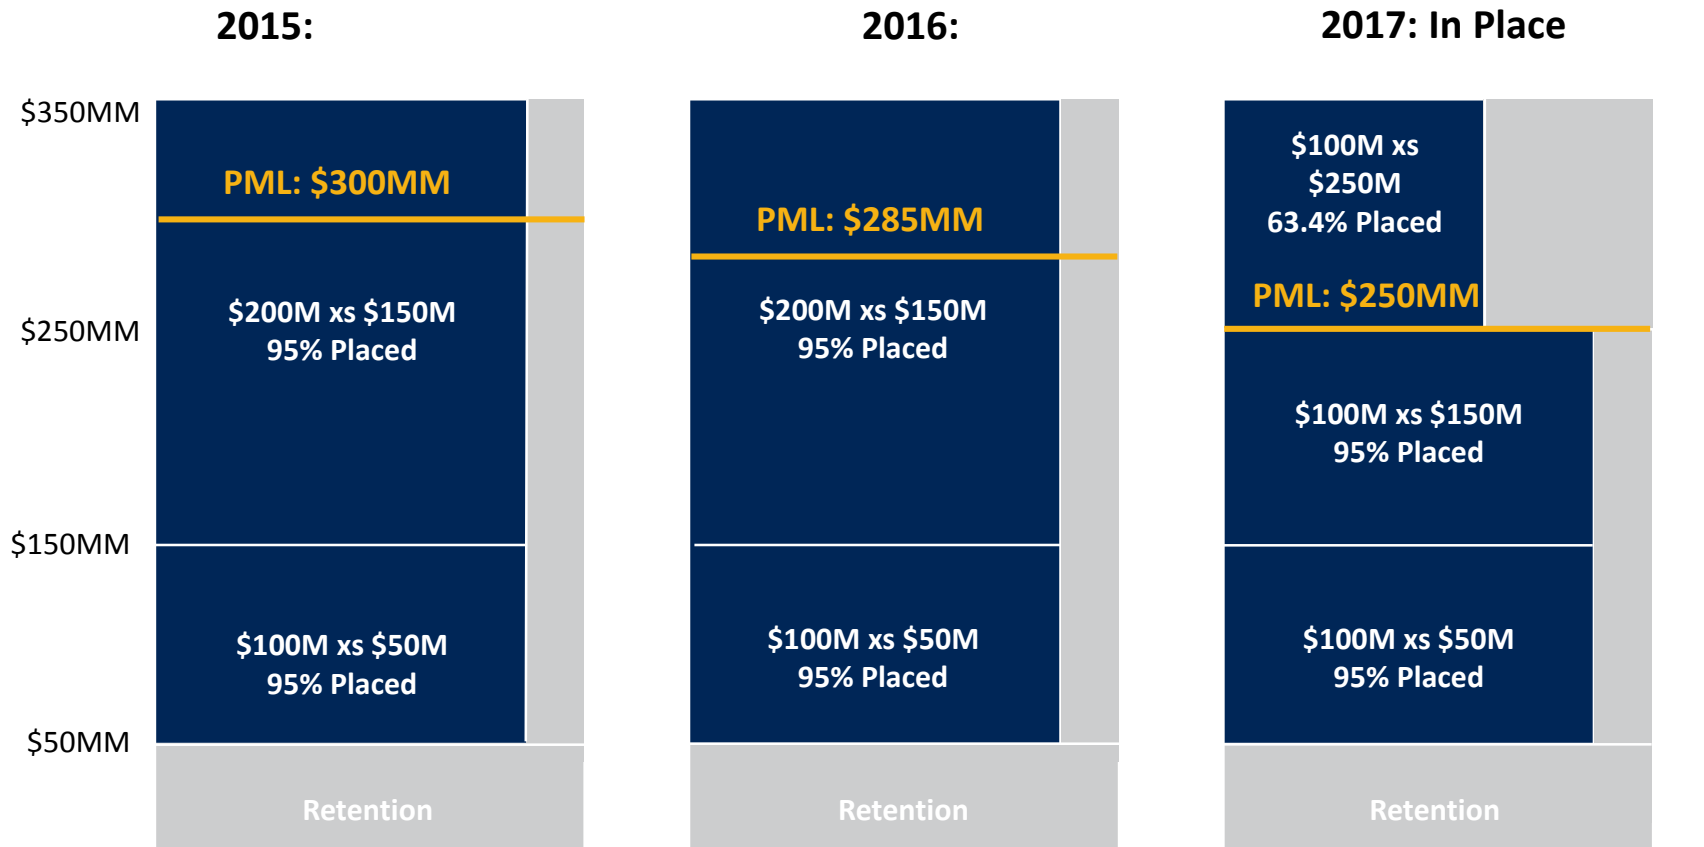 2015:
2016:
2017: In Place
$350MM
$250MM
$150MM
$50MM
PML: $300MM
$200M xs $150M
95% Placed
$100M xs $50M
95% Placed
Retention
PML: $285MM
$200M xs $150M
95% Placed
$100M xs $50M
95% Placed
Retention
$100M xs
$250M
63.4% Placed
PML: $250MM
$100M xs $150M
95% Placed
$100M xs $50M
95% Placed
Retention